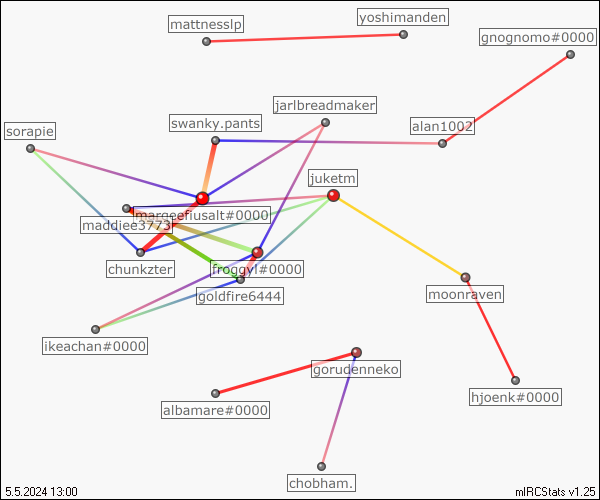 mattnesslp
yoshimanden
gnognomo#0000
jarlbreadmaker
swanky.pants
alan1002
sorapie
juketm
margeefiusalt#0000
maddiee3773
chunkzter
froggyl#0000
goldfire6444
moonraven
ikeachan#0000
gorudenneko
hjoenk#0000
albamare#0000
chobham.
5.5.2024 13:00
mIRCStats v1.25